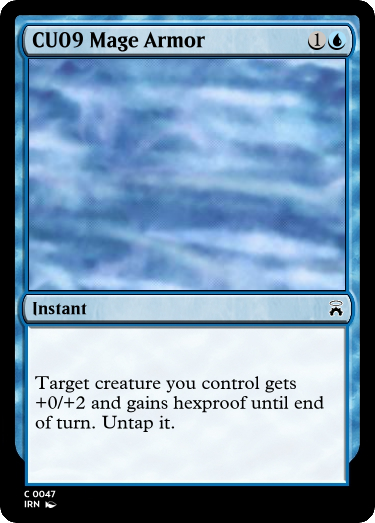 CU09 Mage Armor 1
Instant
Target creature you control gets
+0/+2 and gains hexproof until end
of turn. Untap it.
C 0047
IRN